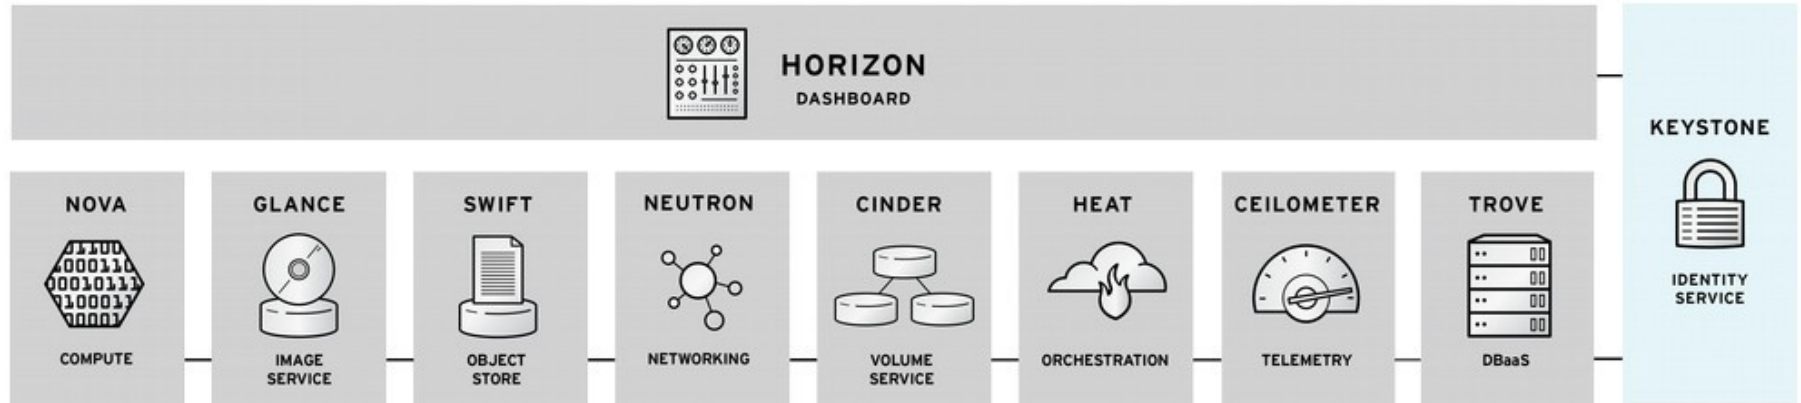 HORIZON
DASHBOARD
KEYSTONE
IDENTITY
SERVICE
NOVA
COMPUTE
GLANCE
IMAGE
SERVICE
SWIFT
OBJECT
STORE
NEUTRON
NETWORKING
CINDER
VOLUME
SERVICE
HEAT
ORCHESTRATION
CEILOMETER
TELEMETRY
TROVE
DBaaS